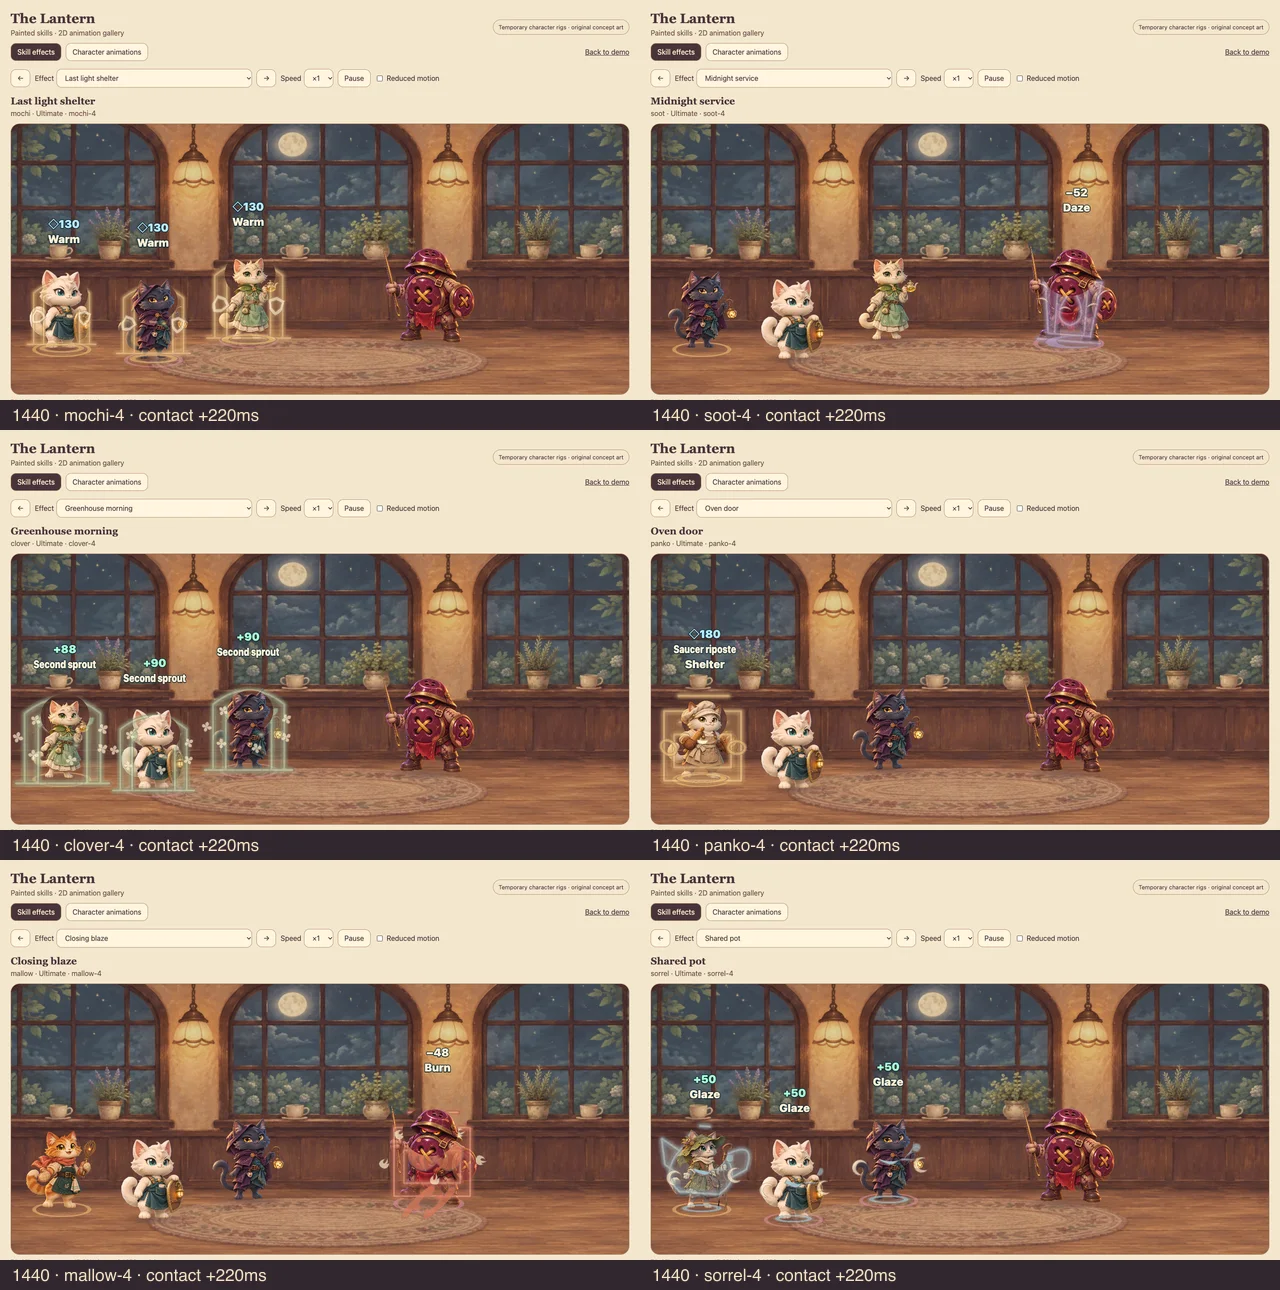 The Lantern
Painted skills · 2D animation gallery
Temporary character rigs · original concept art
Skill effects
Character animations
Back to demo
← Effect Last light shelter → Speed ×1 Pause Reduced motion
Last light shelter
mochi · Ultimate · mochi-4
◇130
Warm
◇130
Warm
◇130
Warm
1440 · mochi-4 · contact +220ms
The Lantern
Painted skills · 2D animation gallery
Temporary character rigs · original concept art
Skill effects
Character animations
Back to demo
← Effect Midnight service → Speed ×1 Pause Reduced motion
Midnight service
soot · Ultimate · soot-4
−52
Daze
1440 · soot-4 · contact +220ms
The Lantern
Painted skills · 2D animation gallery
Temporary character rigs · original concept art
Skill effects
Character animations
Back to demo
← Effect Greenhouse morning → Speed ×1 Pause Reduced motion
Greenhouse morning
clover · Ultimate · clover-4
+88
Second sprout
+90
Second sprout
+90
Second sprout
1440 · clover-4 · contact +220ms
The Lantern
Painted skills · 2D animation gallery
Temporary character rigs · original concept art
Skill effects
Character animations
Back to demo
← Effect Oven door → Speed ×1 Pause Reduced motion
Oven door
panko · Ultimate · panko-4
◇180
Saucer riposte
Shelter
1440 · panko-4 · contact +220ms
The Lantern
Painted skills · 2D animation gallery
Temporary character rigs · original concept art
Skill effects
Character animations
Back to demo
← Effect Closing blaze → Speed ×1 Pause Reduced motion
Closing blaze
mallow · Ultimate · mallow-4
−48
Burn
1440 · mallow-4 · contact +220ms
The Lantern
Painted skills · 2D animation gallery
Temporary character rigs · original concept art
Skill effects
Character animations
Back to demo
← Effect Shared pot → Speed ×1 Pause Reduced motion
Shared pot
sorrel · Ultimate · sorrel-4
+50
Glaze
+50
Glaze
+50
Glaze
1440 · sorrel-4 · contact +220ms